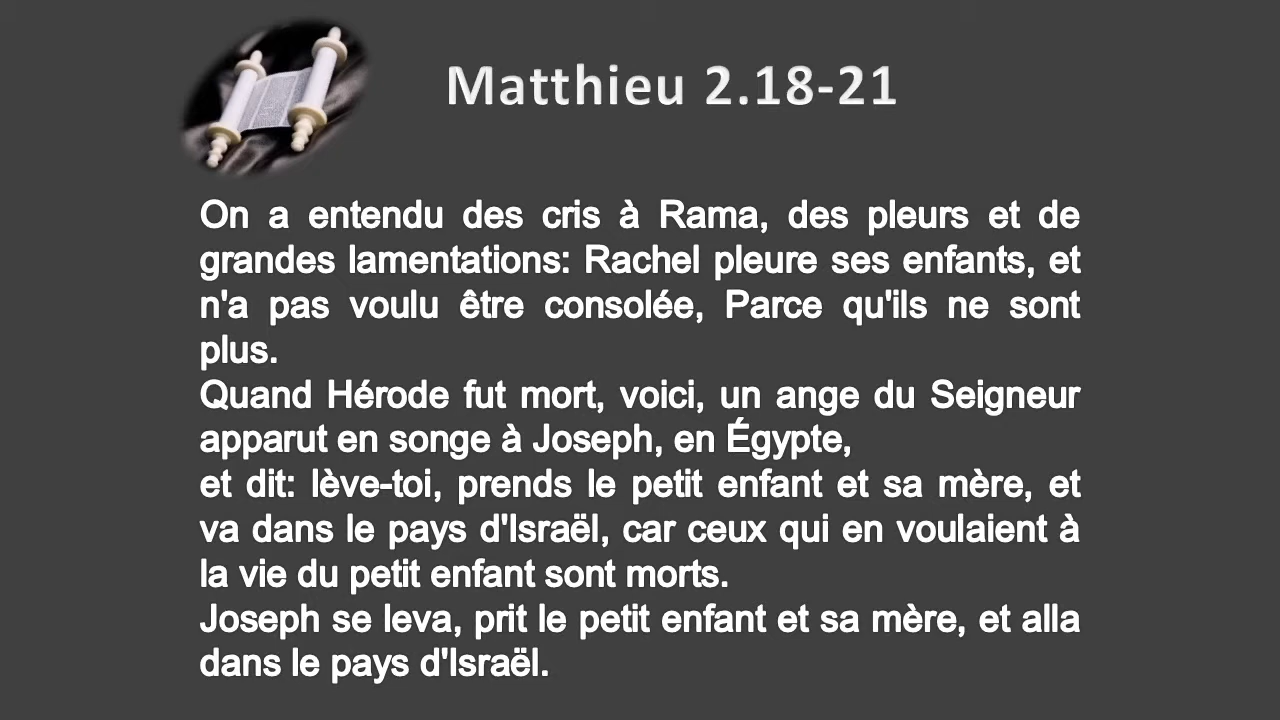 Matthieu 2.18-21
On a entendu des cris à Rama, des pleurs et de
grandes lamentations: Rachel pleure ses enfants, et
n'a pas voulu être consolée, Parce qu'ils ne sont
plus.
Quand Hérode fut mort, voici, un ange du Seigneur
apparut en songe à Joseph, en Égypte,
et dit: lève-toi, prends le petit enfant et sa mère, et
va dans le pays d'Israël, car ceux qui en voulaient à
la vie du petit enfant sont morts.
Joseph se leva, prit le petit enfant et sa mère, et alla
dans le pays d'Israël.